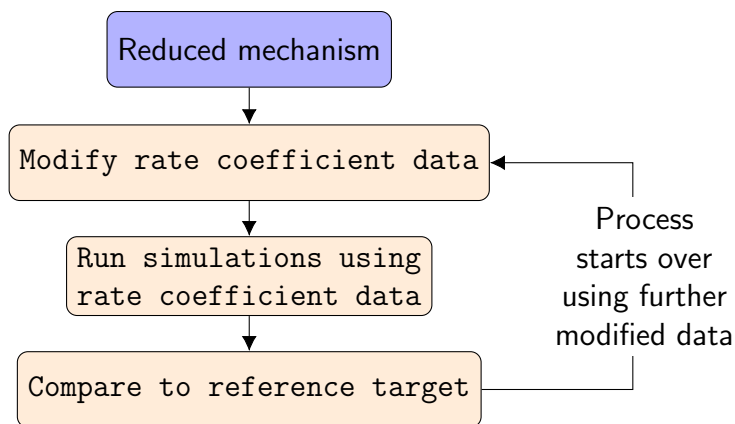 Reduced mechanism
Modify rate coefficient data
Run simulations using
rate coefficient data
Compare to reference target
Process
starts over
using further
modified data